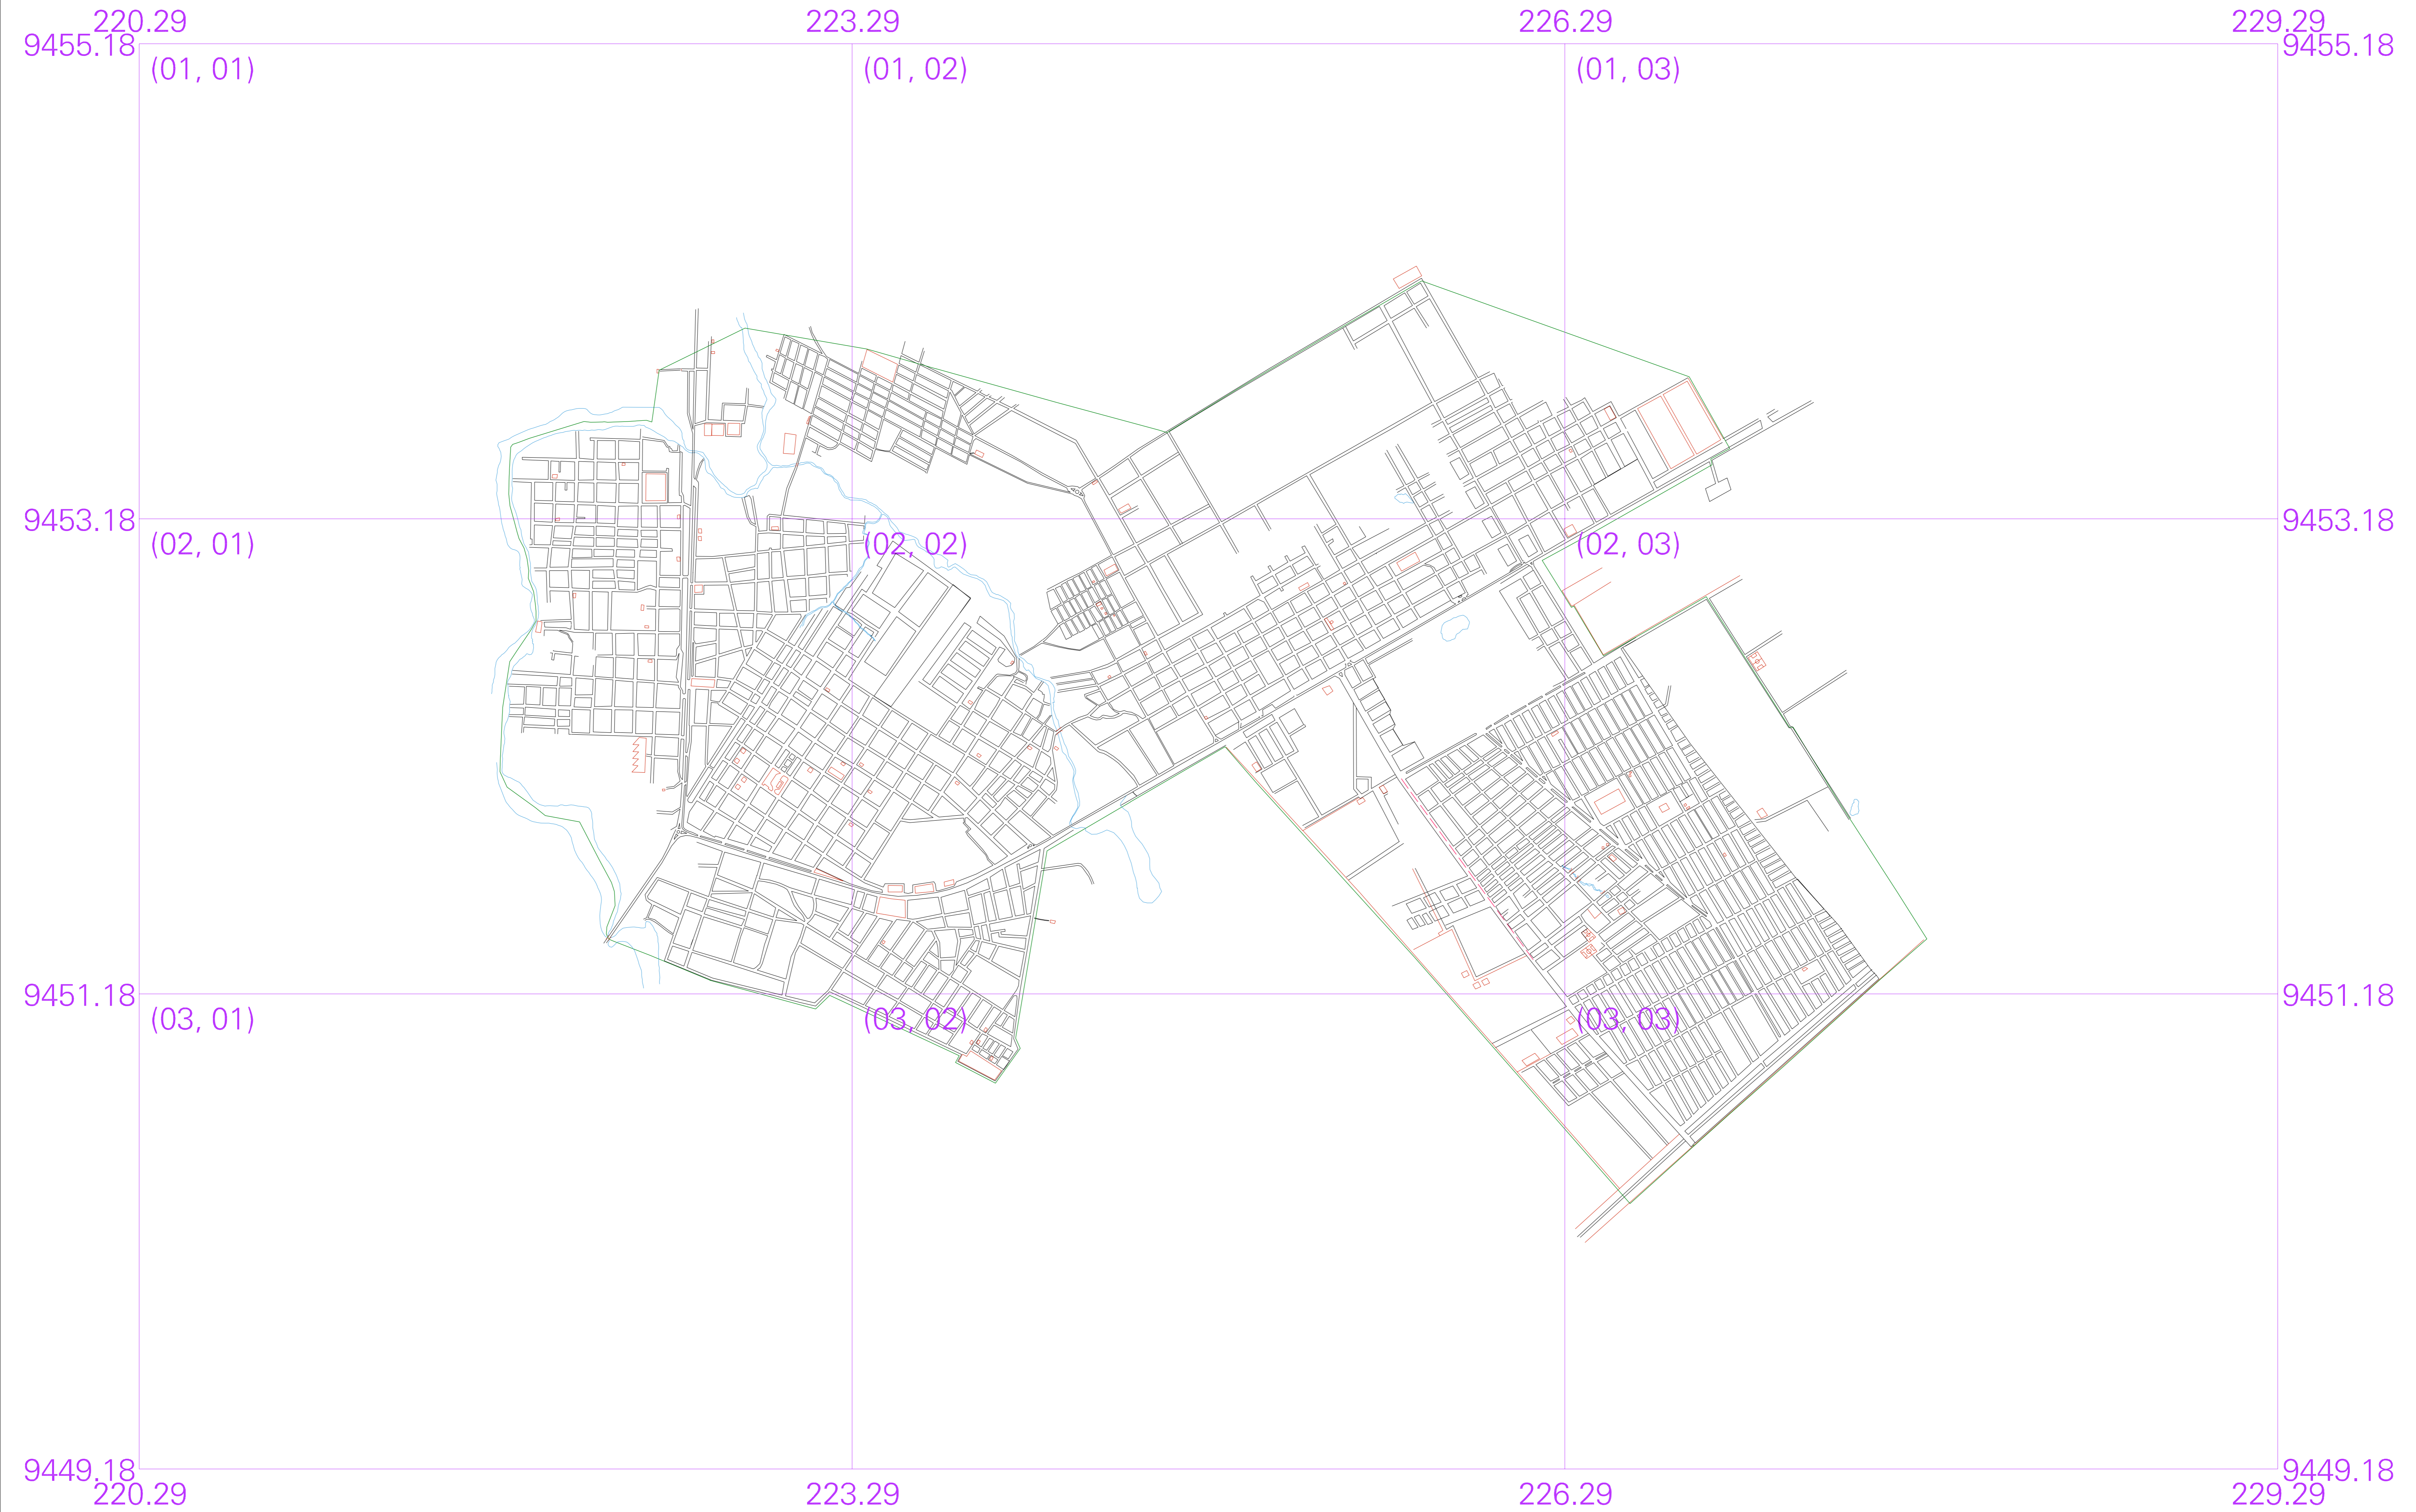 220.29 223.29 226.29 229.29
9455.18 9455.18
(01, 01) (01, 02) (01, 03)
9453.18 9453.18
(02, 01) (02, 02) (02, 03)
9451.18 9451.18
(03, 01) (03, 02) (03, 03)
9449.18 9449.18
220.29 223.29 226.29 229.29